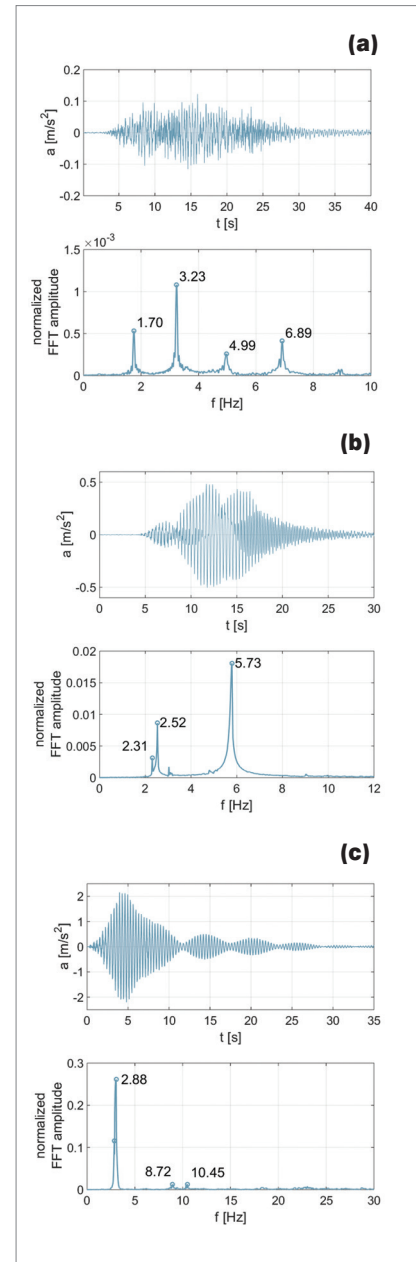 (a)
0.2
0.1
0
-0.1
-0.2
a [m/s²]
5 10 15 20 25 30 35 40
t [s]
×10⁻³
1.5
1
0.5
0
normalized
FFT amplitude
1.70
3.23
4.99
6.89
0 2 4 6 8 10
f [Hz]
(b)
0.5
0
-0.5
a [m/s²]
0 5 10 15 20 25 30
t [s]
0.02
0.015
0.01
0.005
0
normalized
FFT amplitude
2.31
2.52
5.73
0 2 4 6 8 10 12
f [Hz]
(c)
2
1
0
-1
-2
a [m/s²]
0 5 10 15 20 25 30 35
t [s]
0.3
0.2
0.1
0
normalized
FFT amplitude
2.88
8.72
10.45
0 5 10 15 20 25 30
f [Hz]